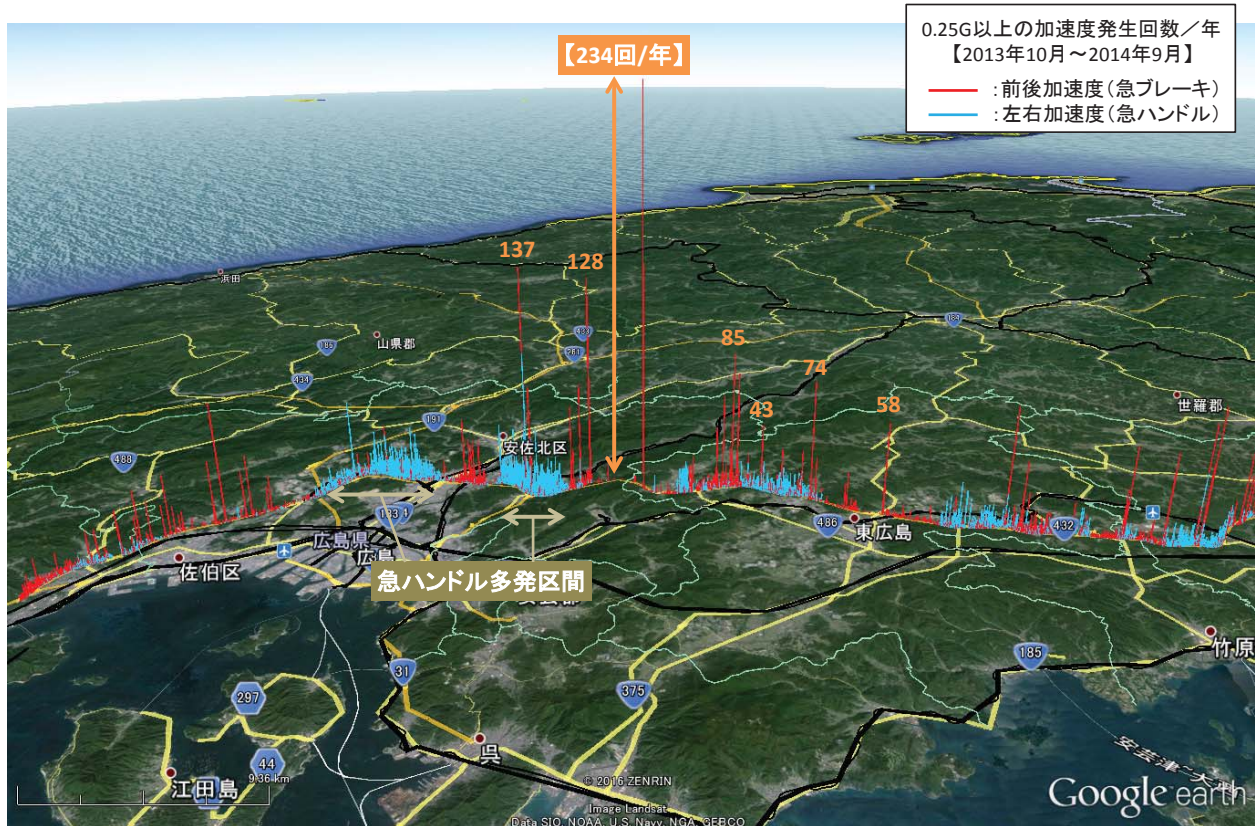 0.25G以上の加速度発生回数／年
【2013年10月～2014年9月】
：前後加速度（急ブレーキ）
：左右加速度（急ハンドル）
【234回/年】
137
128
85
74
43
58
浜田
山県郡
186
433
261
184
434
191
安佐北区
世羅郡
488
183
広島県
広島
佐伯区
486
東広島
432
急ハンドル多発区間
竹原
31
185
375
297
呉
44
9.36 km
江田島
© 2016 ZENRIN
Image Landsat
Data SIO, NOAA, U.S. Navy, NGA, GEBCO
Google earth